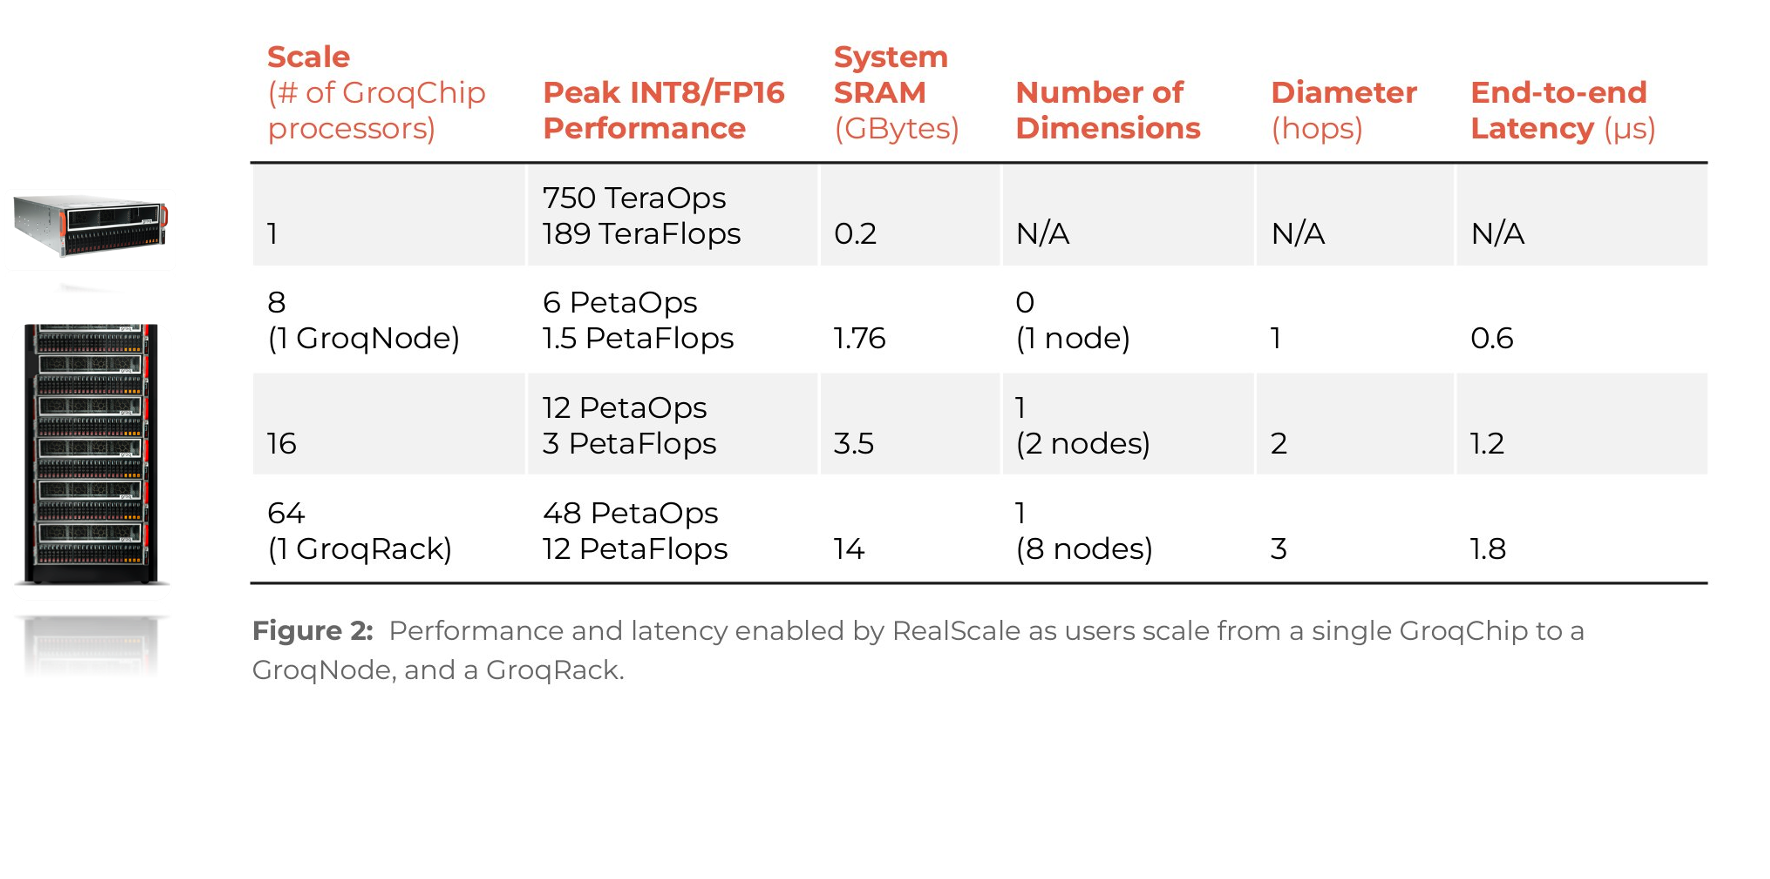 Scale
(# of GroqChip
processors)
Peak INT8/FP16
Performance
System
SRAM
(GBytes)
Number of
Dimensions
Diameter
(hops)
End-to-end
Latency (µs)
1
750 TeraOps
189 TeraFlops
0.2
N/A
N/A
N/A
8
(1 GroqNode)
6 PetaOps
1.5 PetaFlops
1.76
0
(1 node)
1
0.6
16
12 PetaOps
3 PetaFlops
3.5
1
(2 nodes)
2
1.2
64
(1 GroqRack)
48 PetaOps
12 PetaFlops
14
1
(8 nodes)
3
1.8
Figure 2: Performance and latency enabled by RealScale as users scale from a single GroqChip to a
GroqNode, and a GroqRack.